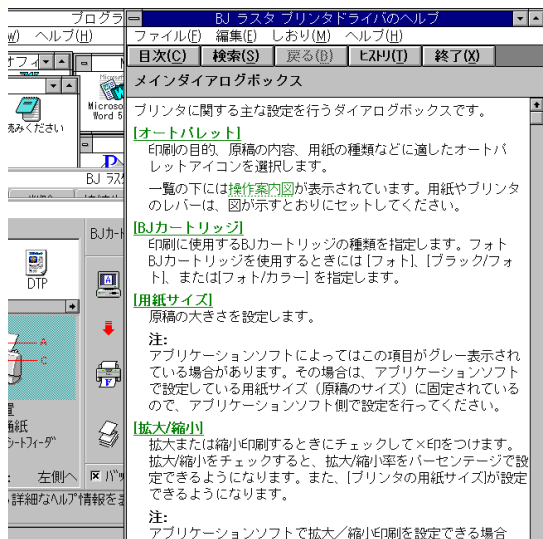 プログラ
ヘルプ(H)
オフィ
Microso
Word 5
読みください
BJ ラスタ
BJカート
DTP
A
C
F
左側へ
詳細なヘルプ情報を
BJ ラスタ プリンタドライバのヘルプ
ファイル(F) 編集(E) しおり(M) ヘルプ(H)
目次(C) 検索(S) 戻る(B) ヒストリ(T) 終了(X)
メインダイアログボックス
プリンタに関する主な設定を行うダイアログボックスです。
[オートパレット]
印刷の目的、原稿の内容、用紙の種類などに適したオートパ
レットアイコンを選択します。
一覧の下には操作案内図が表示されています。用紙やプリンタ
のレバーは、図が示すとおりにセットしてください。
[BJカートリッジ]
印刷に使用するBJカートリッジの種類を指定します。フォト
BJカートリッジを使用するときには [フォト]、[ブラック/フォ
ト]、または[フォト/カラー] を指定します。
[用紙サイズ]
原稿の大きさを設定します。
注:
アプリケーションソフトによってはこの項目がグレー表示され
ている場合があります。その場合は、アプリケーションソフト
で設定している用紙サイズ（原稿のサイズ）に固定されている
ので、アプリケーションソフト側で設定を行ってください。
[拡大/縮小]
拡大または縮小印刷するときにチェックして×印をつけます。
拡大/縮小をチェックすると、拡大/縮小率をパーセンテージで設
定できるようになります。また、[プリンタの用紙サイズ]が設定
できるようになります。
注:
アプリケーションソフトで拡大／縮小印刷を設定できる場合